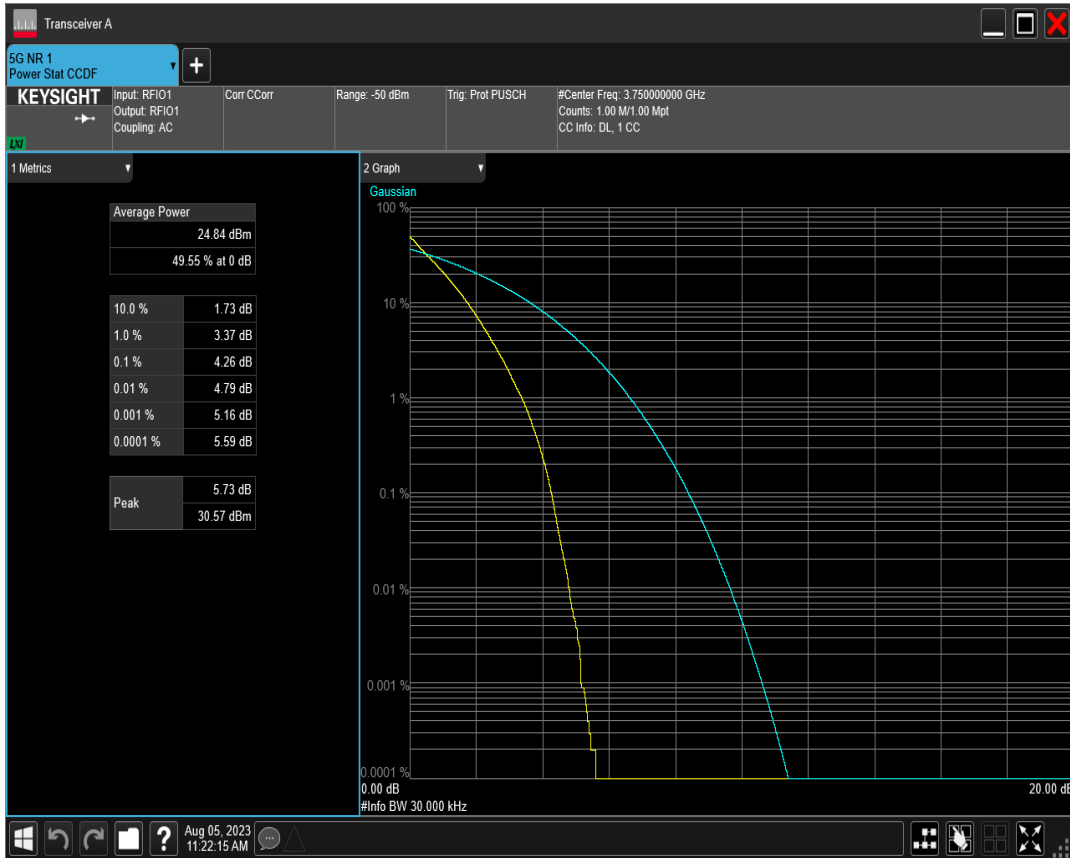 Transceiver A
5G NR 1
Power Stat CCDF
+
KEYSIGHT
LXI
Input: RFIO1
Output: RFIO1
Coupling: AC
Corr CCorr
Range: -50 dBm
Trig: Prot PUSCH
#Center Freq: 3.750000000 GHz
Counts: 1.00 M/1.00 Mpt
CC Info: DL, 1 CC
1 Metrics
Average Power
24.84 dBm
49.55 % at 0 dB
10.0 % 1.73 dB
1.0 % 3.37 dB
0.1 % 4.26 dB
0.01 % 4.79 dB
0.001 % 5.16 dB
0.0001 % 5.59 dB
Peak
5.73 dB
30.57 dBm
2 Graph
Gaussian
100 %
10 %
1 %
0.1 %
0.01 %
0.001 %
0.0001 %
0.00 dB
20.00 dB
#Info BW 30.000 kHz
?
Aug 05, 2023
11:22:15 AM